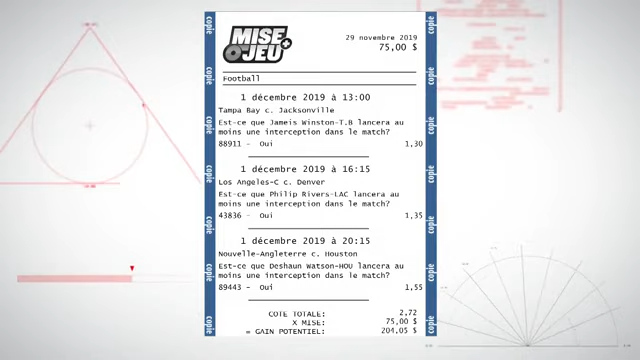 MISE
O JEU+
29 novembre 2019
75,00 $
Football
1 décembre 2019 à 13:00
Tampa Bay c. Jacksonville
Est-ce que Jameis Winston-T.B lancera au
moins une interception dans le match?
88911 - Oui 1,30
1 décembre 2019 à 16:15
Los Angeles-C c. Denver
Est-ce que Philip Rivers-LAC lancera au
moins une interception dans le match?
43836 - Oui 1,35
1 décembre 2019 à 20:15
Nouvelle-Angleterre c. Houston
Est-ce que Deshaun Watson-HOU lancera au
moins une interception dans le match?
89443 - Oui 1,55
COTE TOTALE: 2,72
X MISE: 75,00 $
= GAIN POTENTIEL: 204,05 $
copie
copie
copie
copie
copie
copie
copie
copie
copie
copie
copie
copie